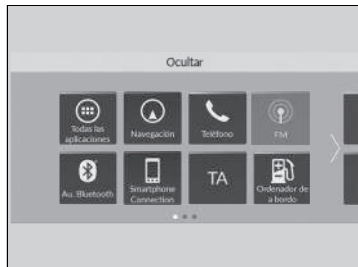 Ocultar
Todas las
aplicaciones
Navegación
Teléfono
FM
Au. Bluetooth
Smartphone
Connection
TA
Ordenador de
a bordo